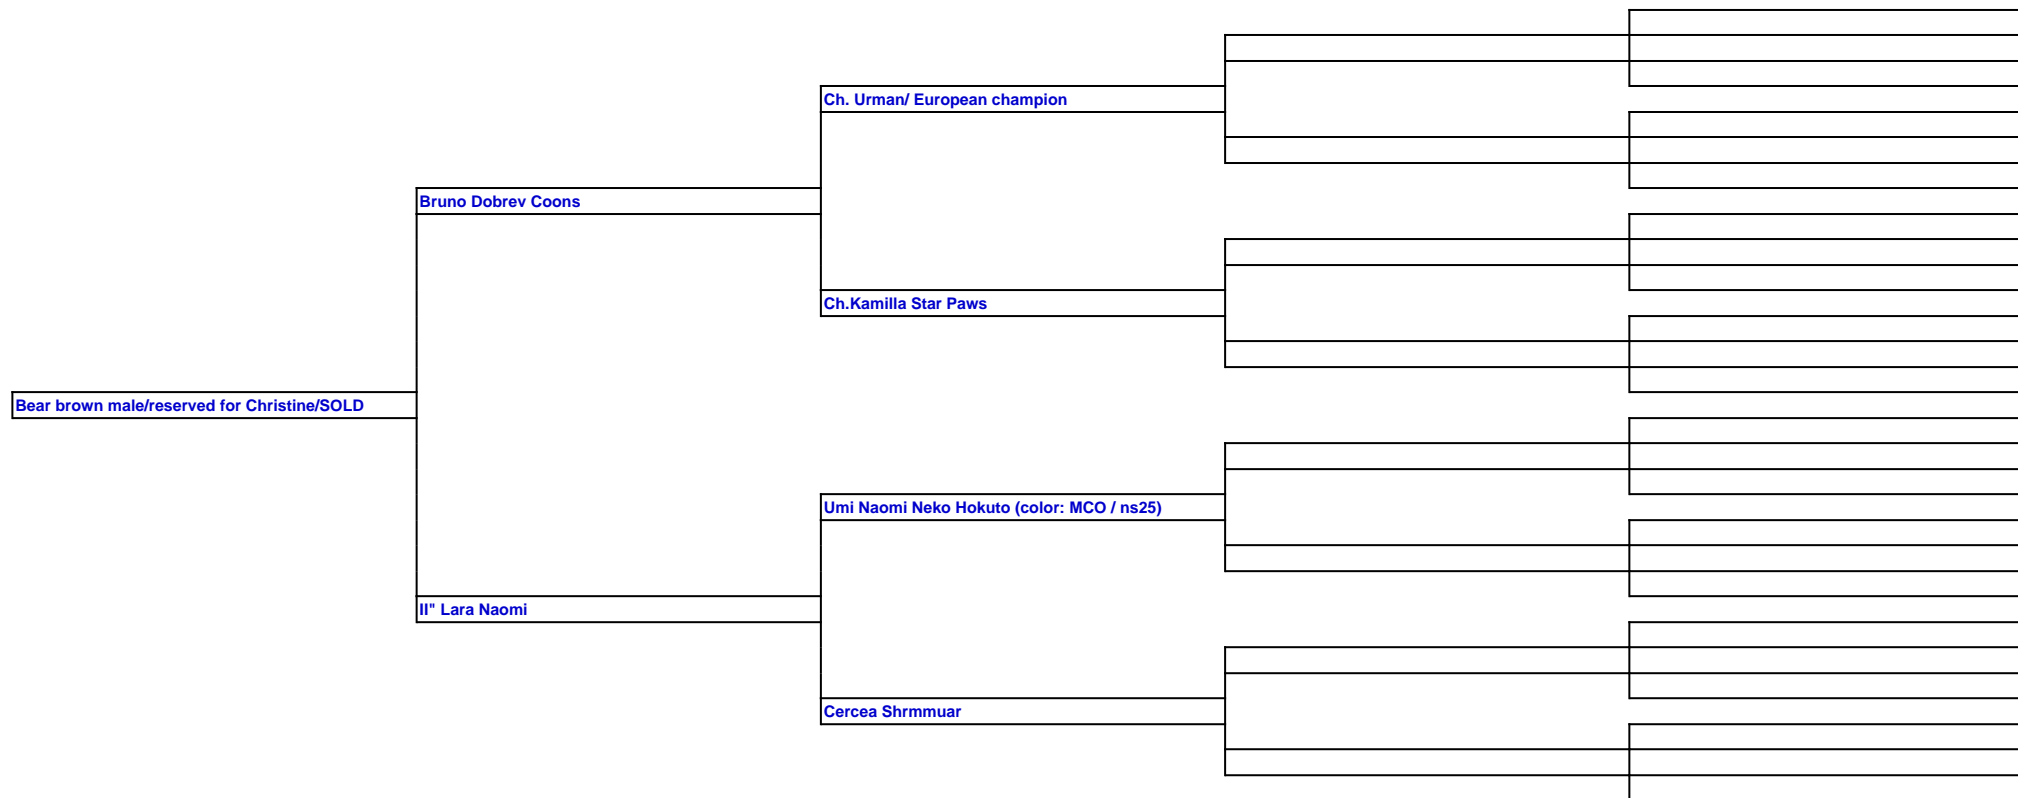 Ch. Urman/ European champion
Bruno Dobrev Coons
Ch.Kamilla Star Paws
Bear brown male/reserved for Christine/SOLD
Umi Naomi Neko Hokuto (color: MCO / ns25)
II" Lara Naomi
Cercea Shrmmuar